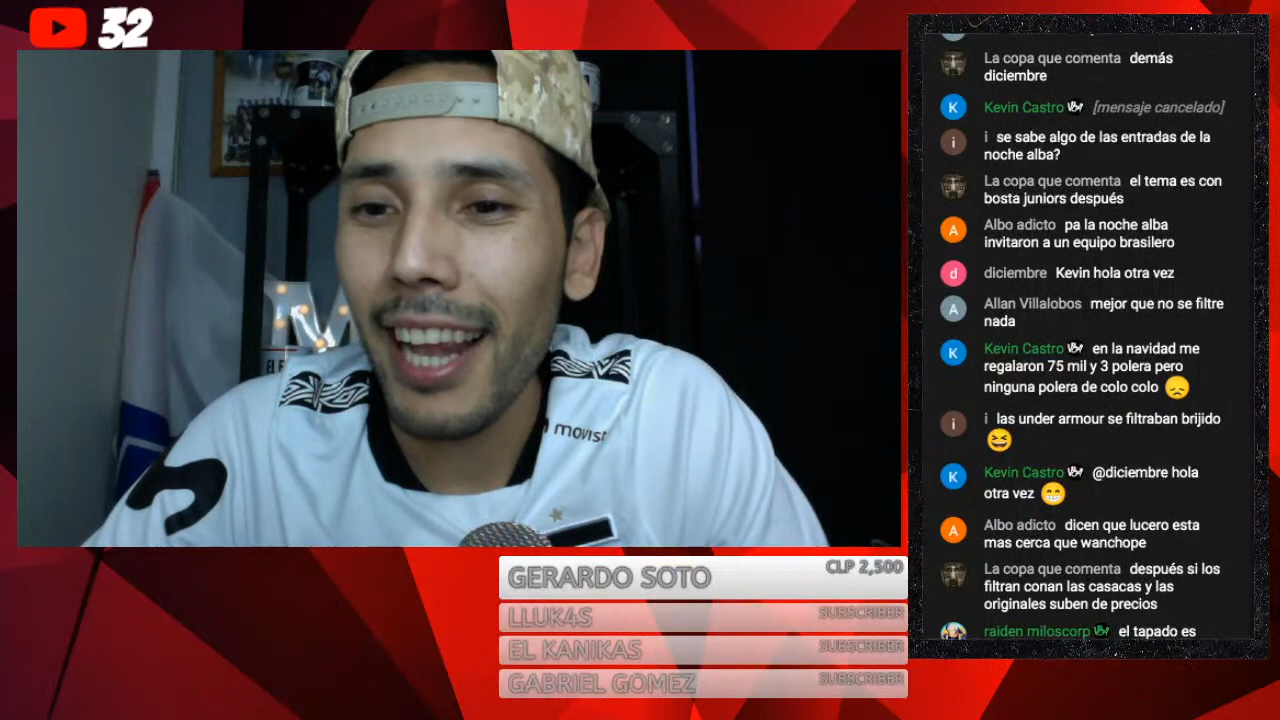 32
movist
GERARDO SOTO CLP 2,500
LLUK4S SUBSCRIBER
EL KANIKAS SUBSCRIBER
GABRIEL GOMEZ SUBSCRIBER
La copa que comenta demás
diciembre
K Kevin Castro [mensaje cancelado]
i i se sabe algo de las entradas de la
noche alba?
La copa que comenta el tema es con
bosta juniors después
A Albo adicto pa la noche alba
invitaron a un equipo brasilero
d diciembre Kevin hola otra vez
A Allan Villalobos mejor que no se filtre
nada
K Kevin Castro en la navidad me
regalaron 75 mil y 3 polera pero
ninguna polera de colo colo
i i las under armour se filtraban brijido
K Kevin Castro @diciembre hola
otra vez
A Albo adicto dicen que lucero esta
mas cerca que wanchope
La copa que comenta después si los
filtran conan las casacas y las
originales suben de precios
raiden miloscorp el tapado es